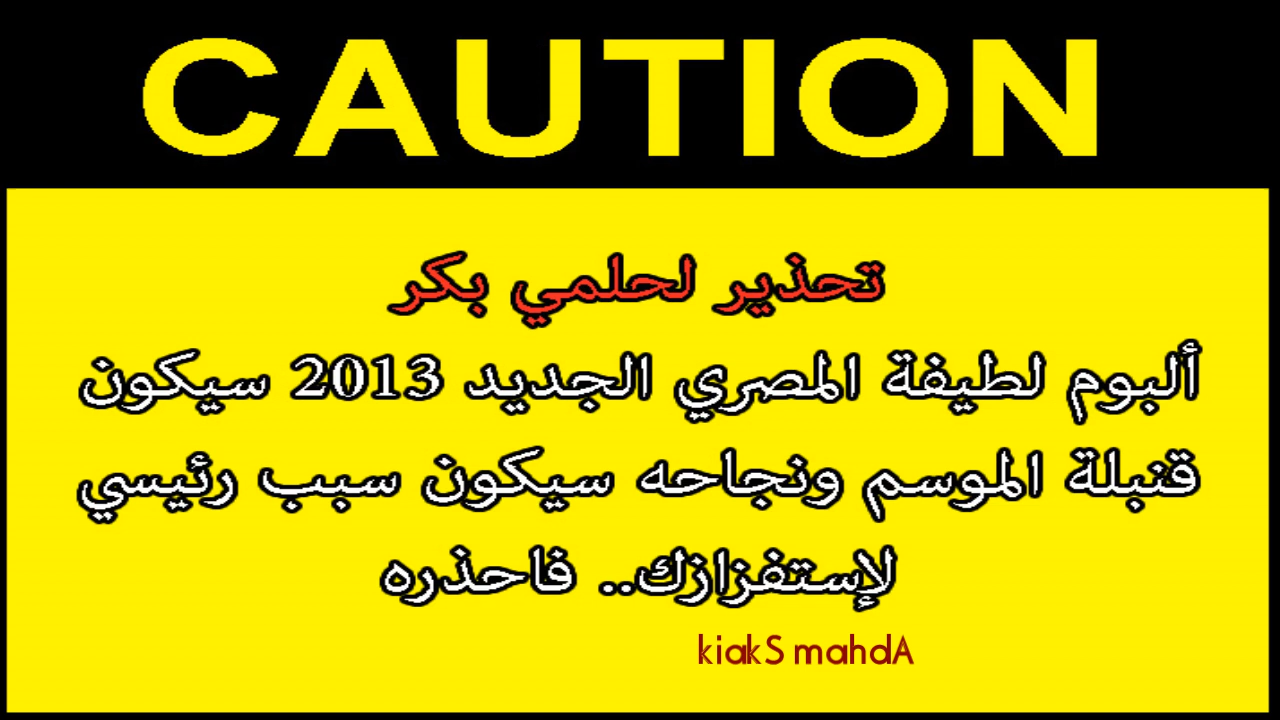 CAUTION
تحذير لحلمي بكر
ألبوم لطيفة المصري الجديد 2013 سيكون
قنبلة الموسم ونجاحه سيكون سبب رئيسي
لإستفزازك.. فاحذره
kiakS mahdA